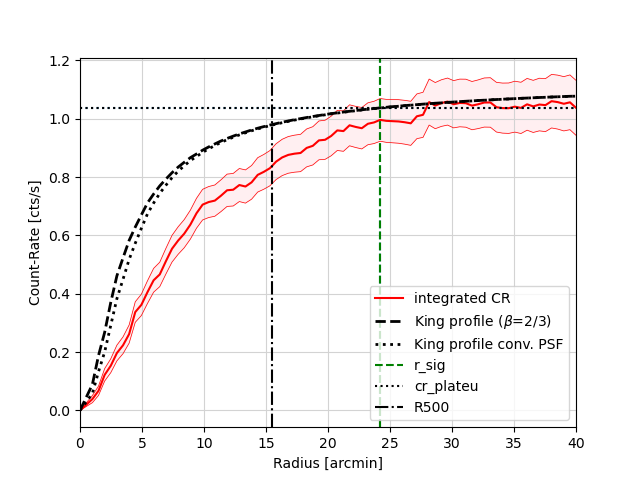 1.2
1.0
0.8
0.6
0.4
0.2
0.0
Count-Rate [cts/s]
integrated CR
King profile (β=2/3)
King profile conv. PSF
r_sig
cr_plateu
R500
0 5 10 15 20 25 30 35 40
Radius [arcmin]